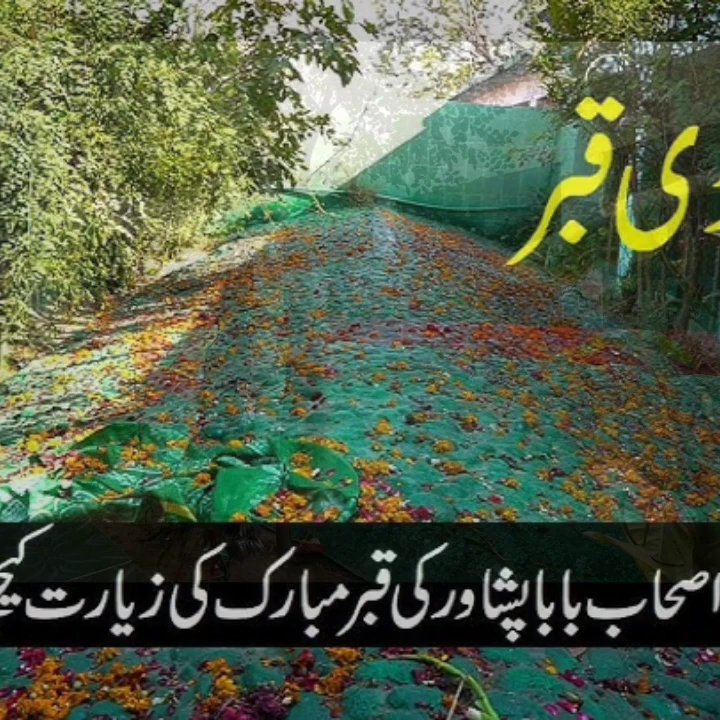 ی قبر
اصحاب بابا پشاور کی قبر مبارک کی زیارت